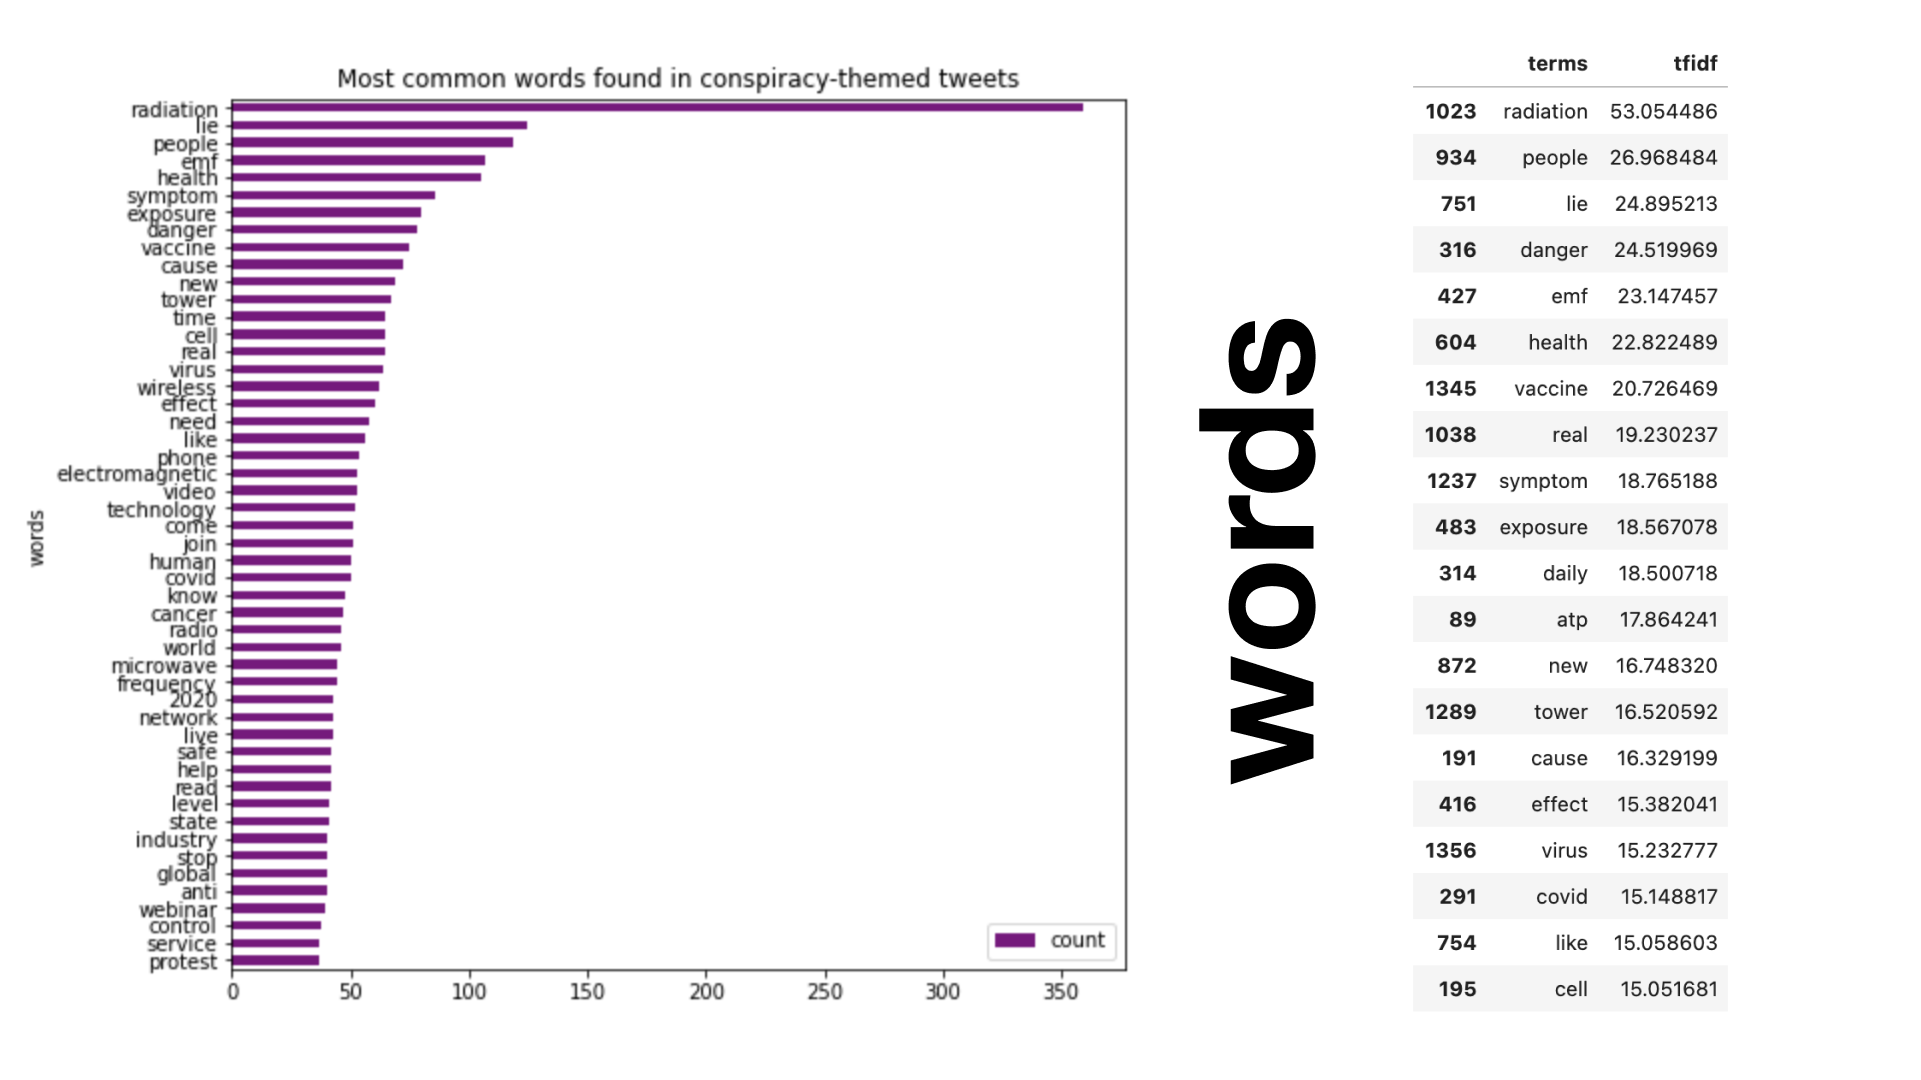 Most common words found in conspiracy-themed tweets
radiation
lie
people
emf
health
symptom
exposure
danger
vaccine
cause
new
tower
time
cell
real
virus
wireless
effect
need
like
phone
electromagnetic
video
technology
come
join
human
covid
know
cancer
radio
world
microwave
frequency
2020
network
live
safe
help
read
level
state
industry
stop
global
anti
webinar
control
service
protest
words
count
0 50 100 150 200 250 300 350
words
terms tfidf
1023 radiation 53.054486
934 people 26.968484
751 lie 24.895213
316 danger 24.519969
427 emf 23.147457
604 health 22.822489
1345 vaccine 20.726469
1038 real 19.230237
1237 symptom 18.765188
483 exposure 18.567078
314 daily 18.500718
89 atp 17.864241
872 new 16.748320
1289 tower 16.520592
191 cause 16.329199
416 effect 15.382041
1356 virus 15.232777
291 covid 15.148817
754 like 15.058603
195 cell 15.051681